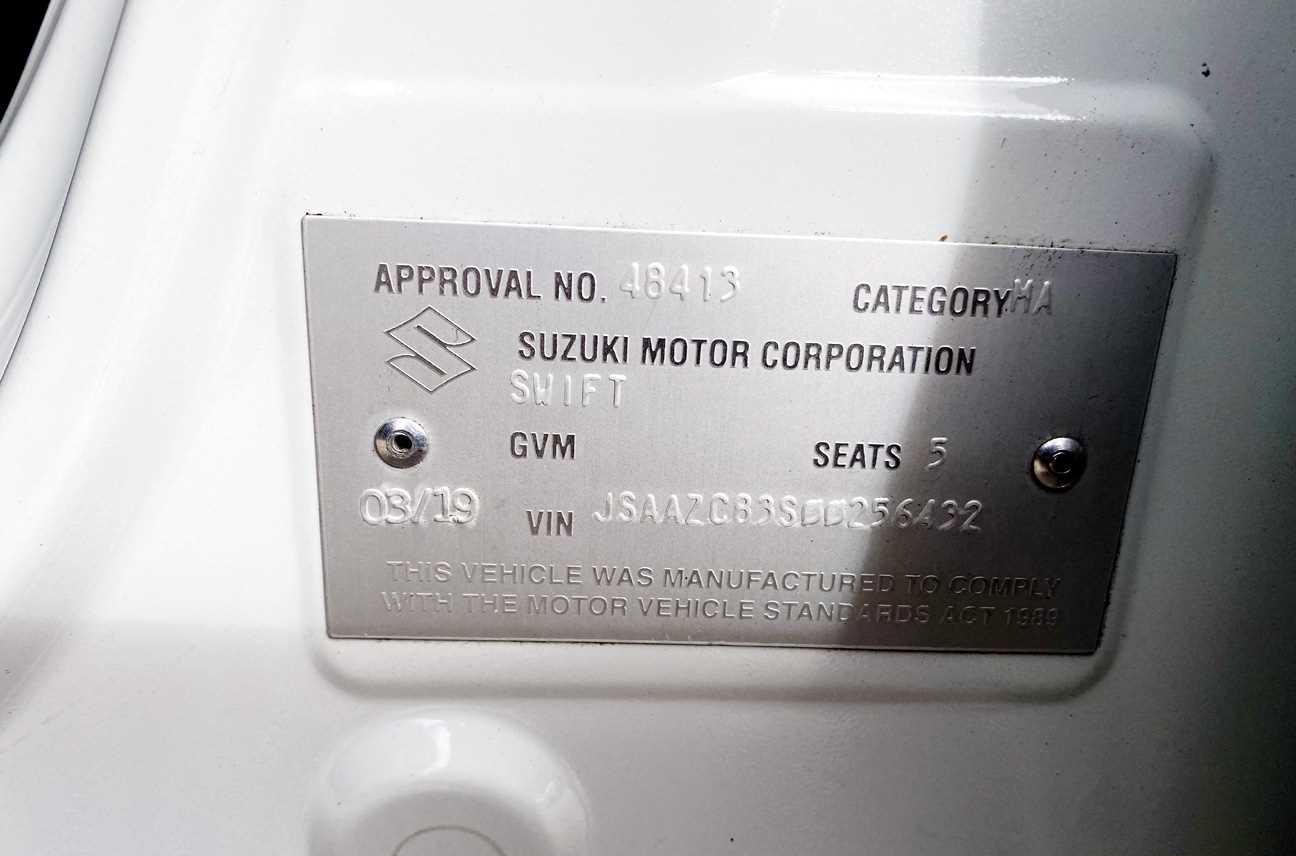 APPROVAL NO. 48413 CATEGORY MA
SUZUKI MOTOR CORPORATION
SWIFT
GVM SEATS 5
03/19 VIN JSAAZC83S00256432
THIS VEHICLE WAS MANUFACTURED TO COMPLY
WITH THE MOTOR VEHICLE STANDARDS ACT 1989